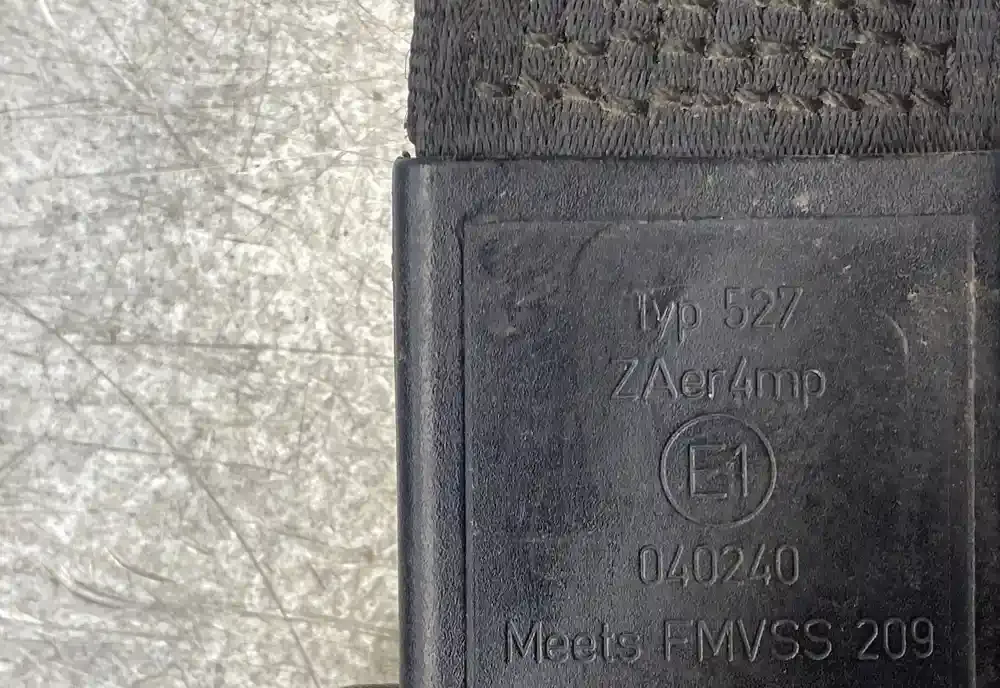 Typ 527
ZAer4mp
E1
040240
Meets FMVSS 209